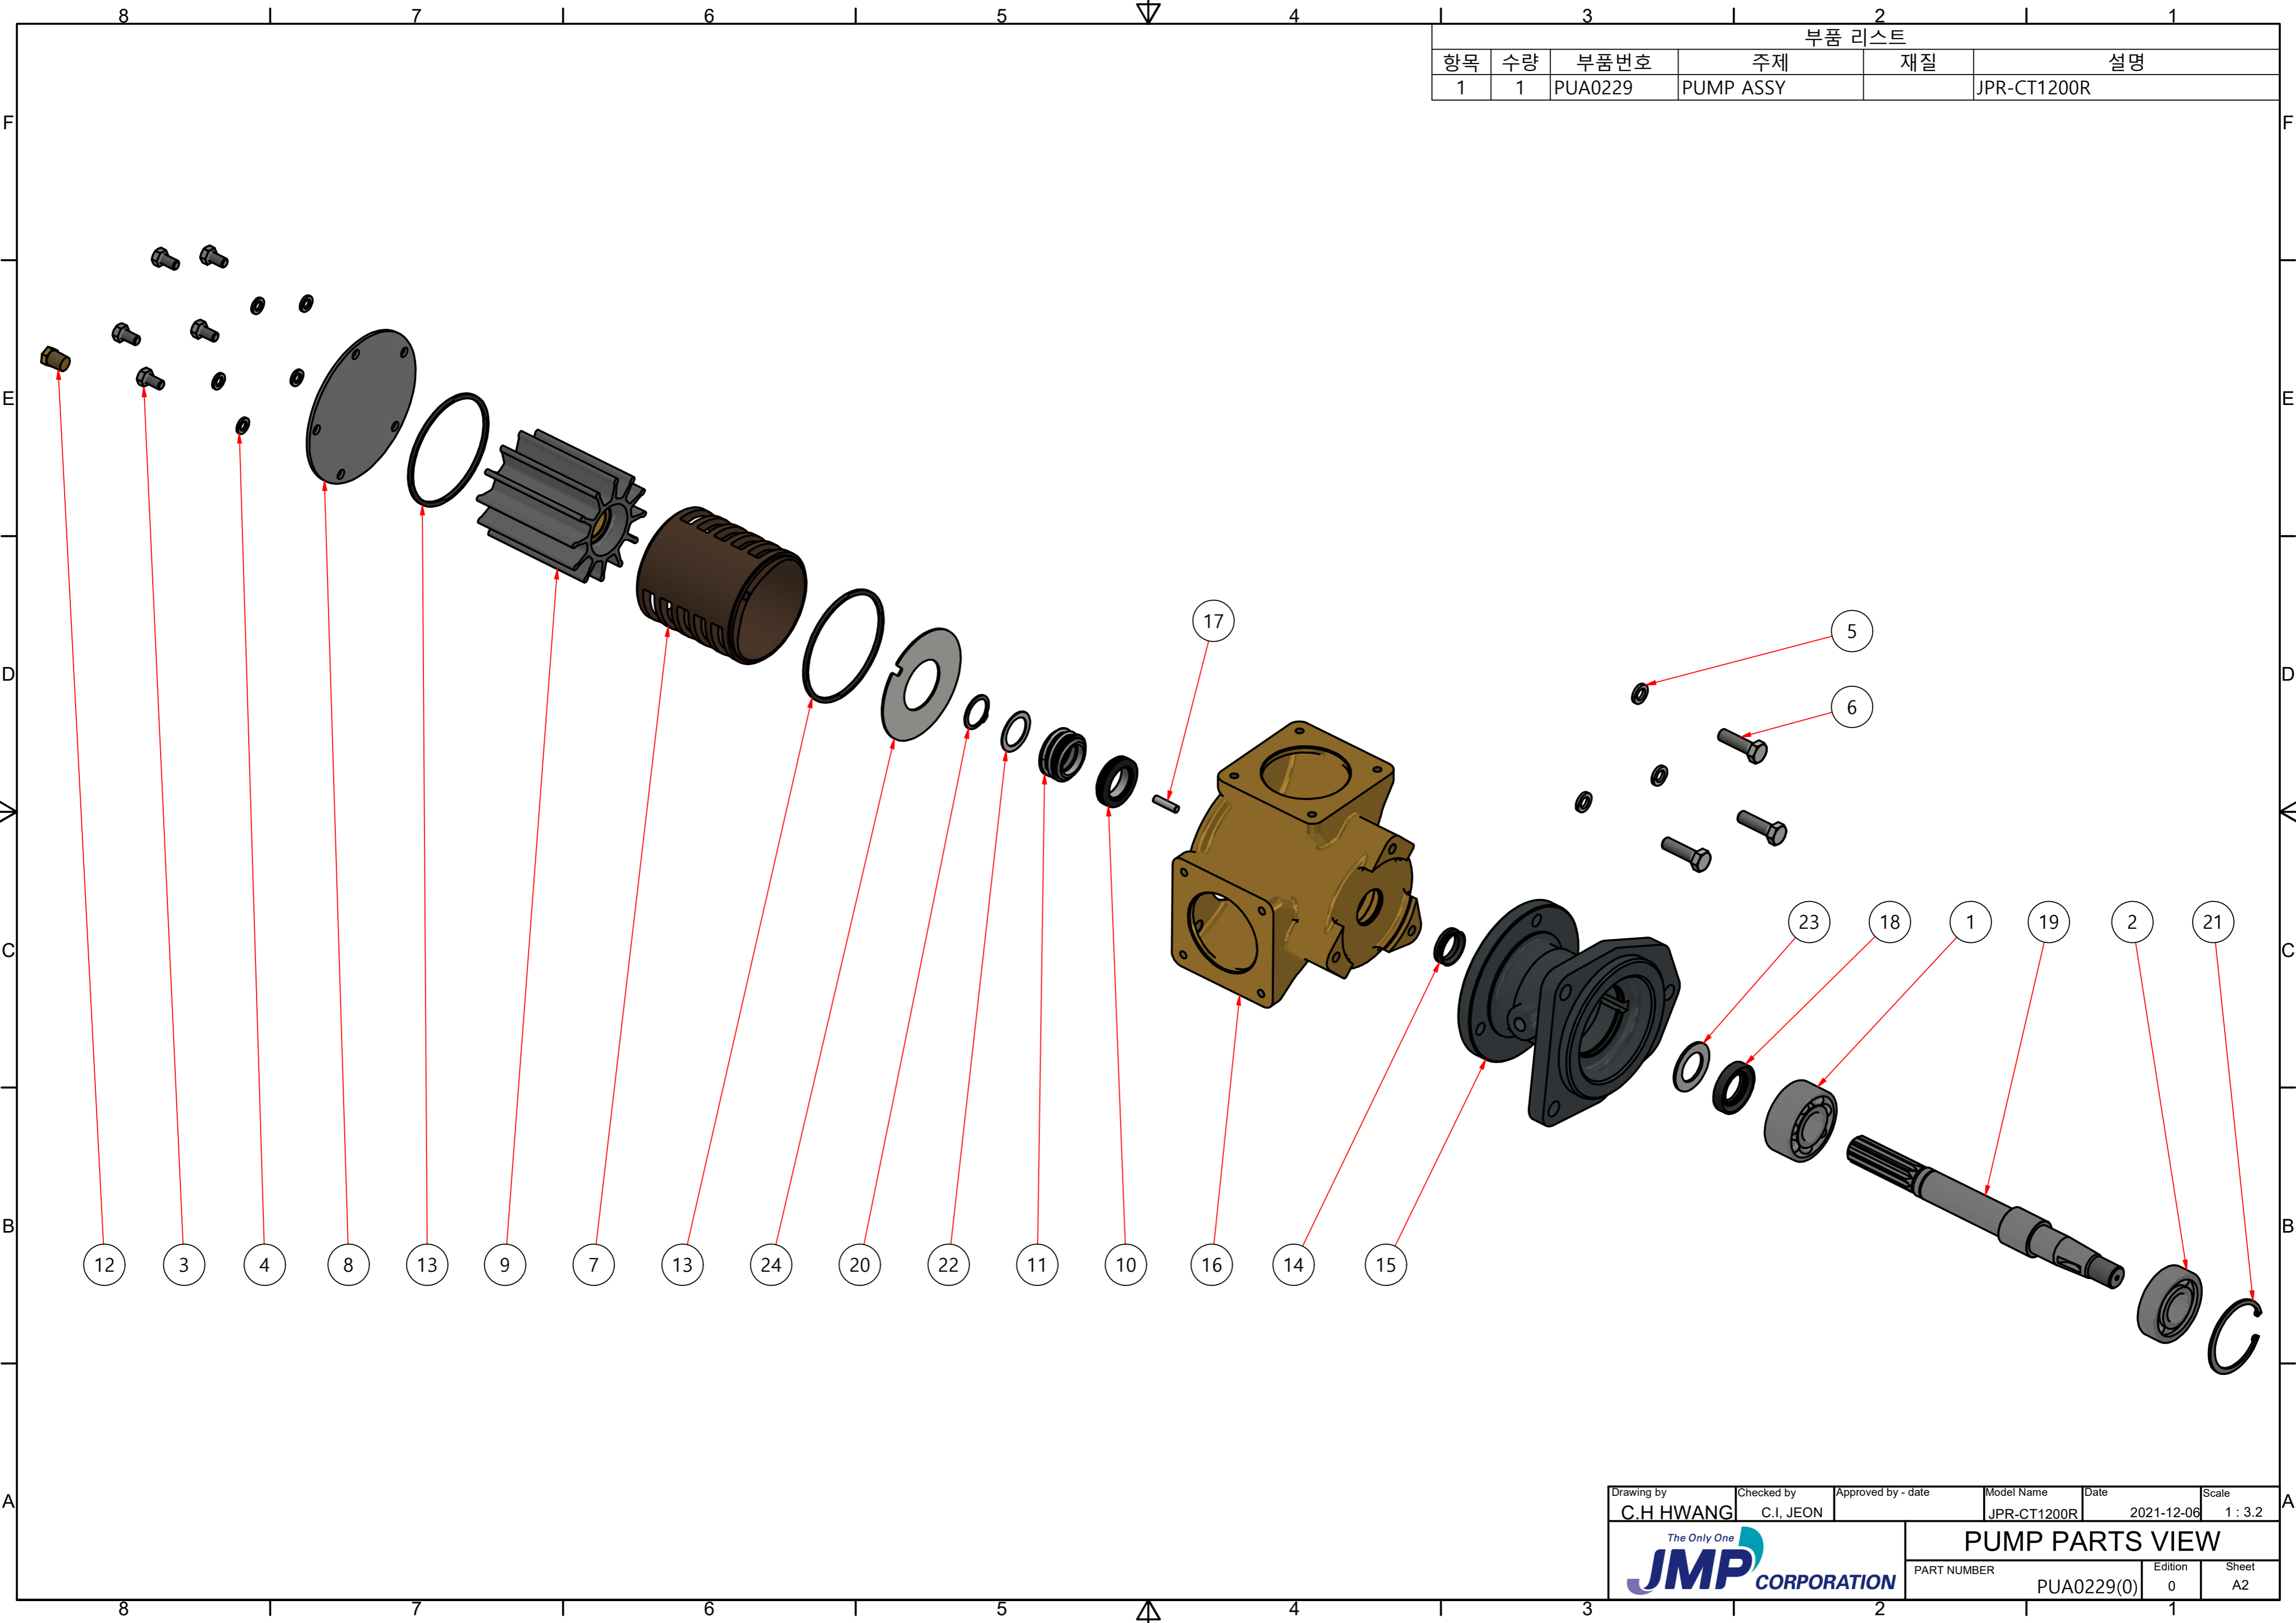 8 7 6 5 4 3 2 1
부품 리스트
항목 수량 부품번호 주제 재질 설명
1 1 PUA0229 PUMP ASSY JPR-CT1200R
F F
E E
17
5
D D
6
23 18 1 19 2 21
C C
B B
12 3 4 8 13 9 7 13 24 20 22 11 10 16 14 15
A A
Drawing by Checked by Approved by - date Model Name Date Scale
C.H HWANG C.I, JEON JPR-CT1200R 2021-12-06 1 : 3.2
The Only One
JMP CORPORATION
PUMP PARTS VIEW
PART NUMBER Edition Sheet
PUA0229(0) 0 A2
8 7 6 5 4 3 2 1